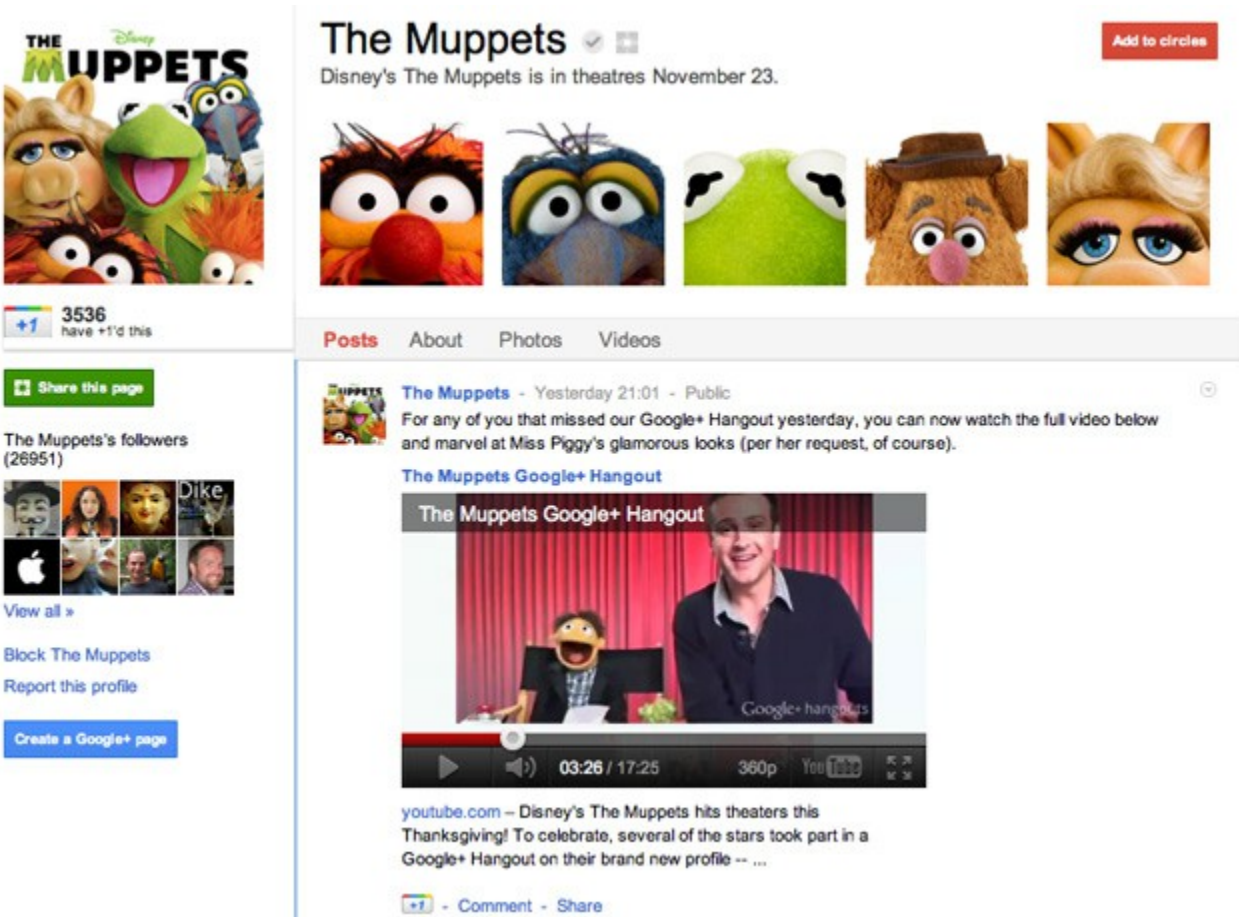 THE
Disney
MUPPETS
The Muppets
Add to circles
Disney's The Muppets is in theatres November 23.
+1
3536
have +1'd this
Posts About Photos Videos
Share this page
The Muppets's followers
(26951)
Dike
View all »
Block The Muppets
Report this profile
Create a Google+ page
MUPPETS
The Muppets - Yesterday 21:01 - Public
For any of you that missed our Google+ Hangout yesterday, you can now watch the full video below
and marvel at Miss Piggy's glamorous looks (per her request, of course).
The Muppets Google+ Hangout
The Muppets Google+ Hangout
Google+ hangouts
03:26 / 17:25 360p YouTube
youtube.com – Disney's The Muppets hits theaters this
Thanksgiving! To celebrate, several of the stars took part in a
Google+ Hangout on their brand new profile -- ...
+1 - Comment - Share